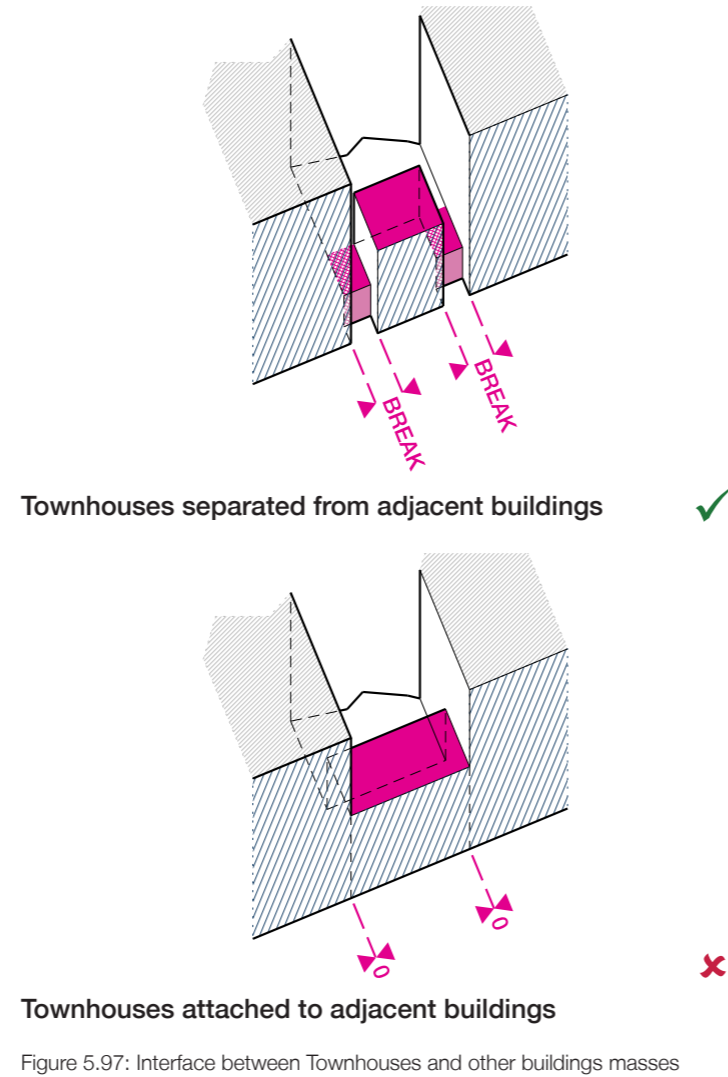 BREAK
BREAK
Townhouses separated from adjacent buildings
0
0
Townhouses attached to adjacent buildings
Figure 5.97: Interface between Townhouses and other buildings masses